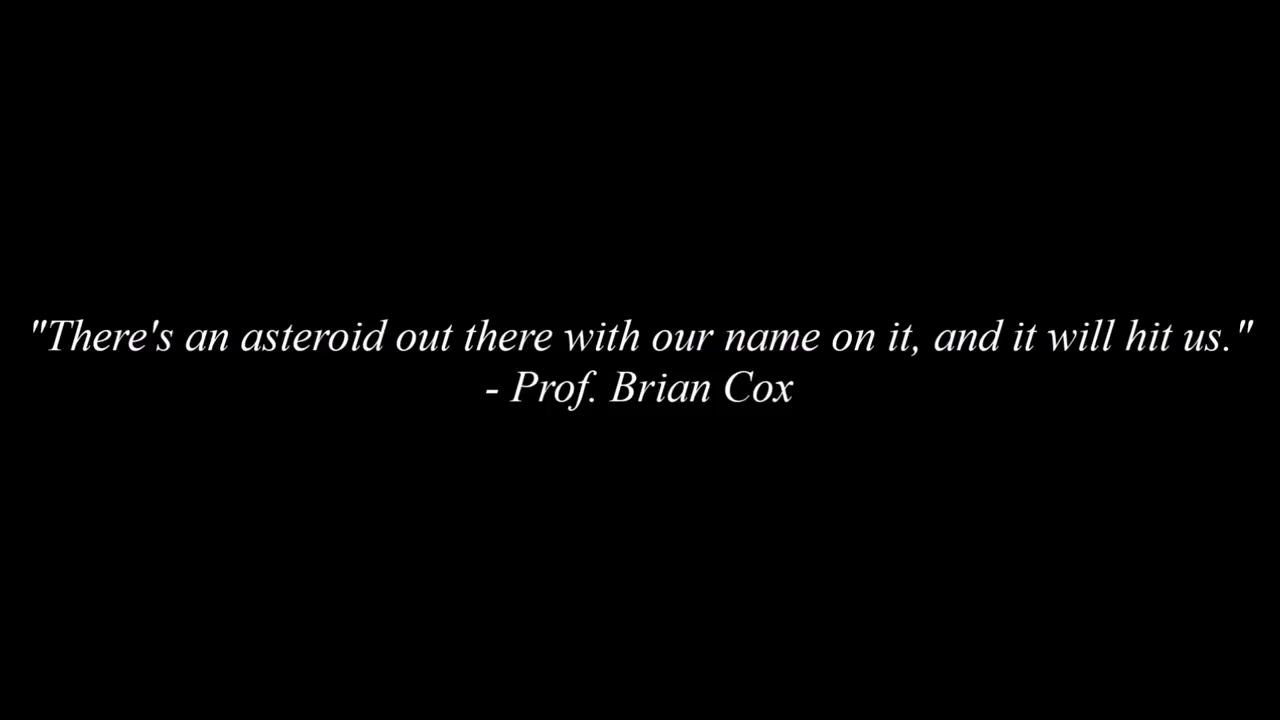 "There's an asteroid out there with our name on it, and it will hit us."
- Prof. Brian Cox